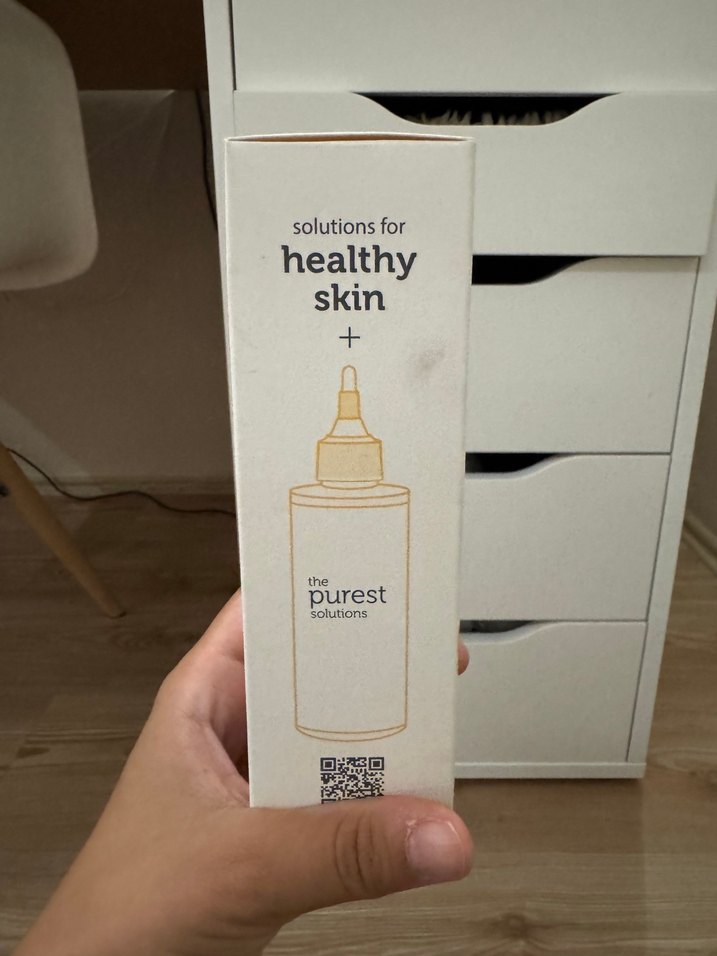 solutions for
healthy
skin
+
the
purest
solutions